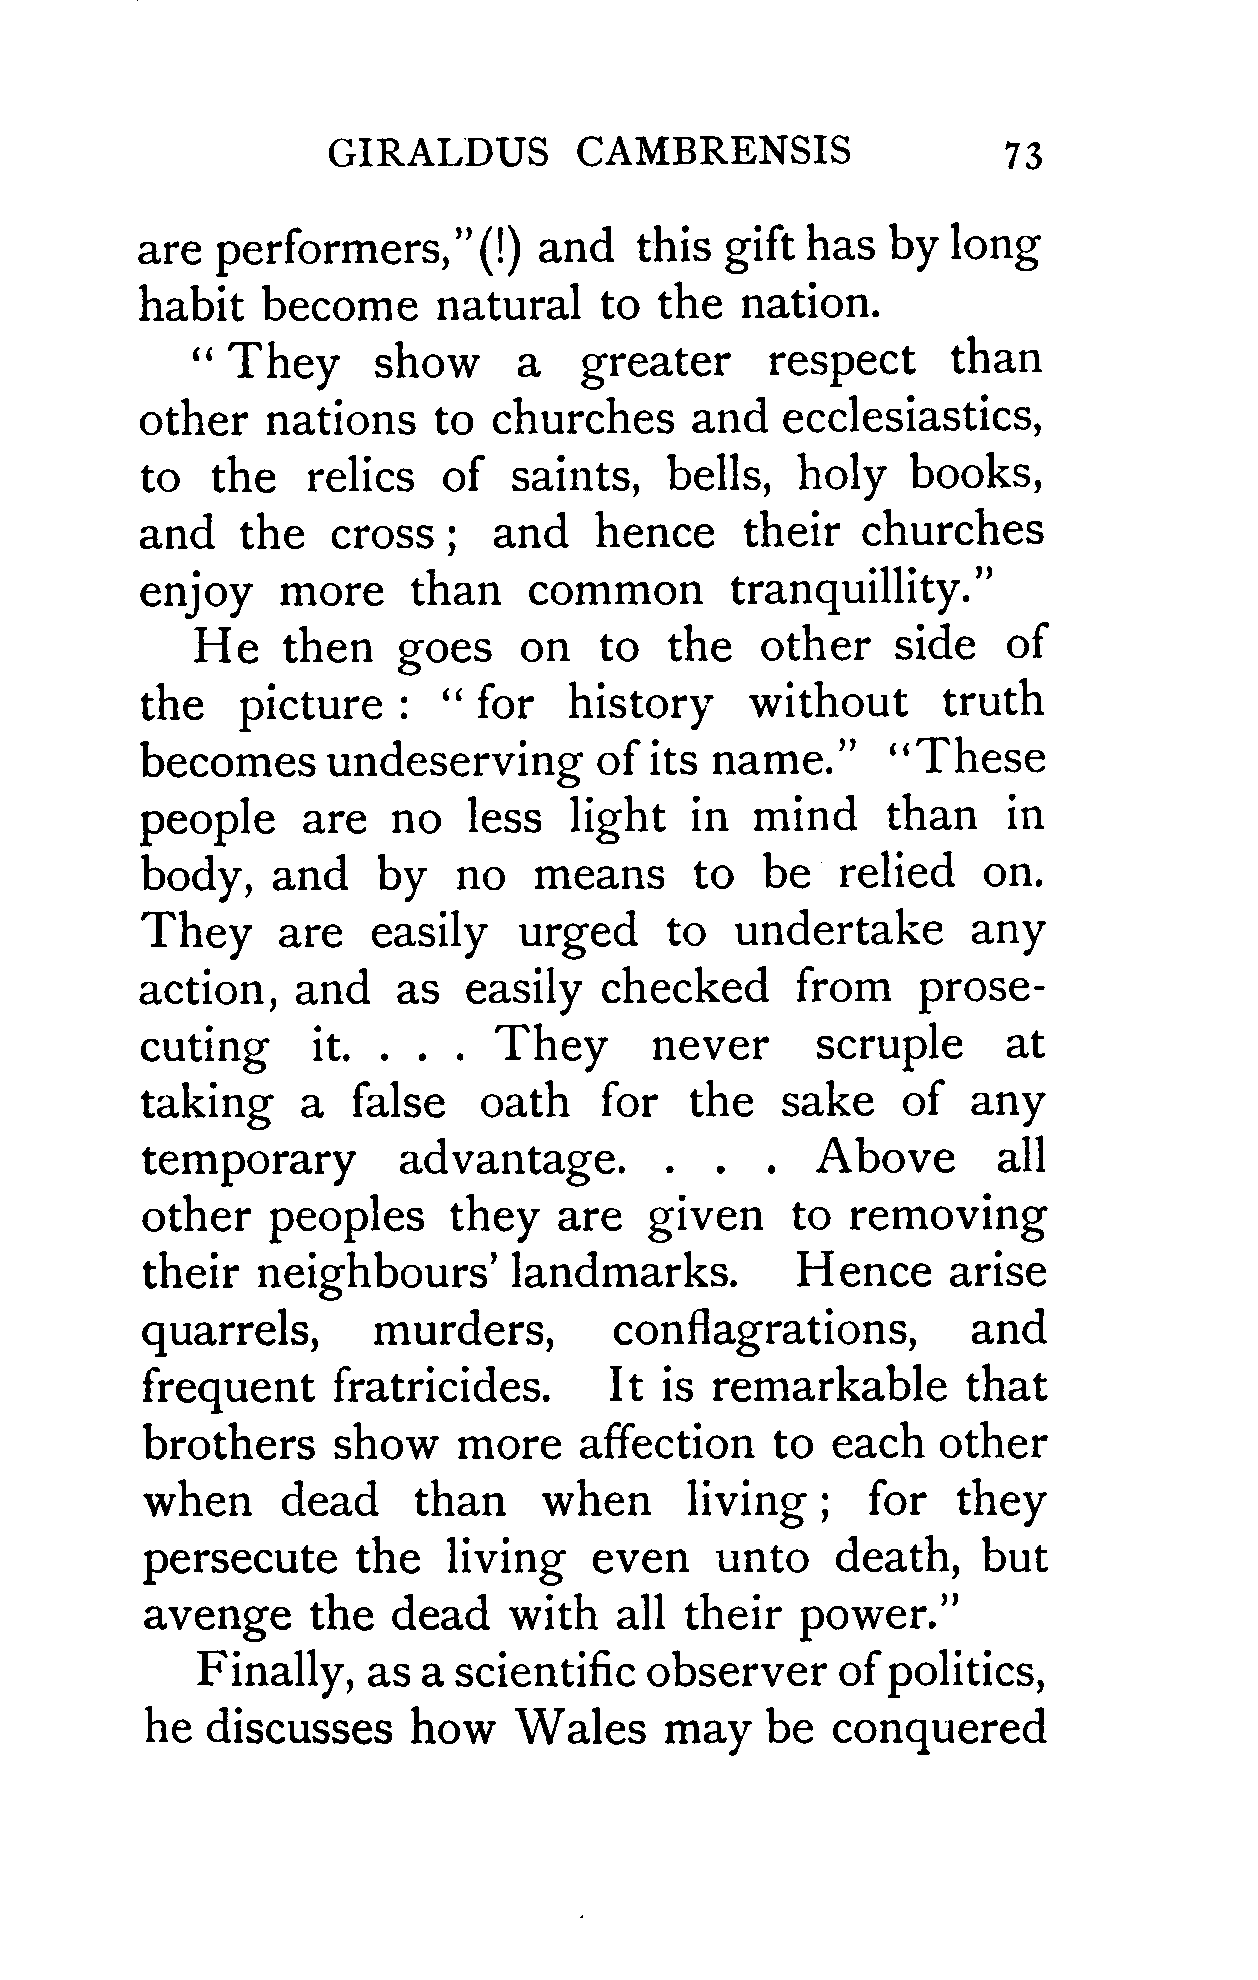 GIRALDUS CAMBRENSIS 73
are performers,"(!) and this gift has by long
habit become natural to the nation.
" They show a greater respect than
other nations to churches and ecclesiastics,
to the relics of saints, bells, holy books,
and the cross ; and hence their churches
enjoy more than common tranquillity."
He then goes on to the other side of
the picture : " for history without truth
becomes undeserving of its name." "These
people are no less light in mind than in
body, and by no means to be relied on.
They are easily urged to undertake any
action, and as easily checked from prose-
cuting it. . . . They never scruple at
taking a false oath for the sake of any
temporary advantage. . . . Above all
other peoples they are given to removing
their neighbours' landmarks. Hence arise
quarrels, murders, conflagrations, and
frequent fratricides. It is remarkable that
brothers show more affection to each other
when dead than when living ; for they
persecute the living even unto death, but
avenge the dead with all their power."
Finally, as a scientific observer of politics,
he discusses how Wales may be conquered